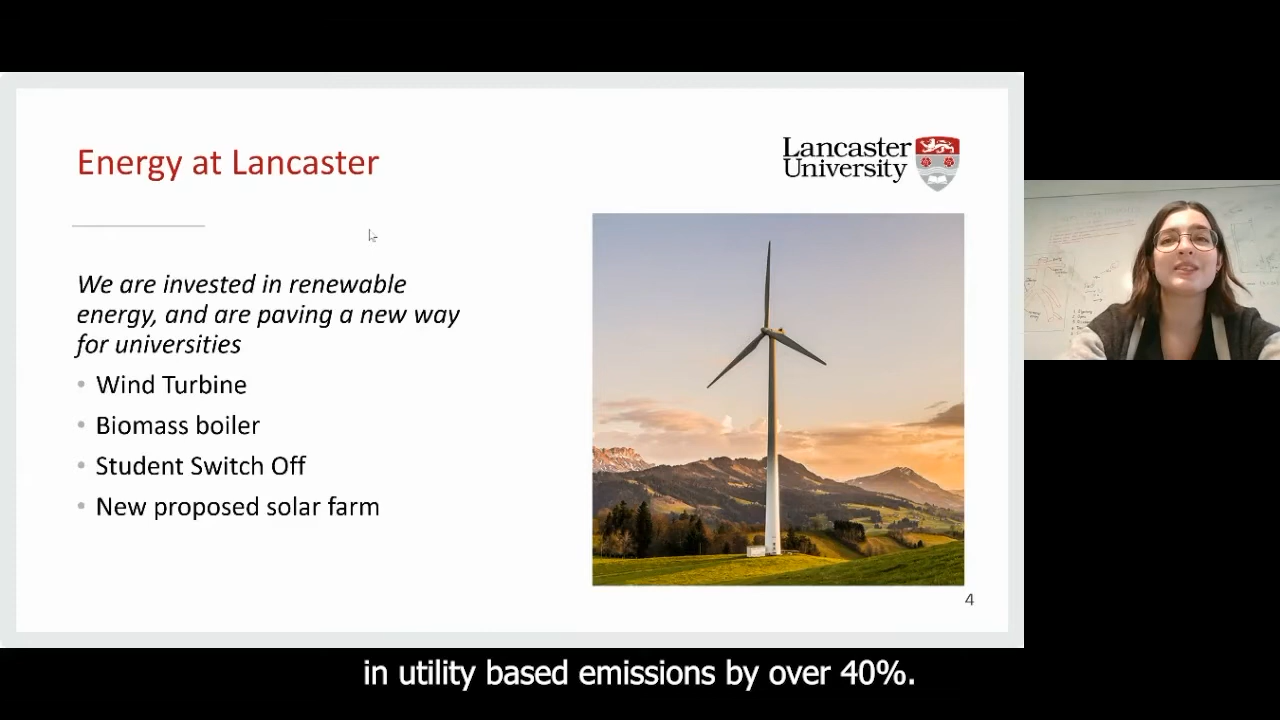 Energy at Lancaster
Lancaster
University
We are invested in renewable
energy, and are paving a new way
for universities
Wind Turbine
Biomass boiler
Student Switch Off
New proposed solar farm
4
in utility based emissions by over 40%.